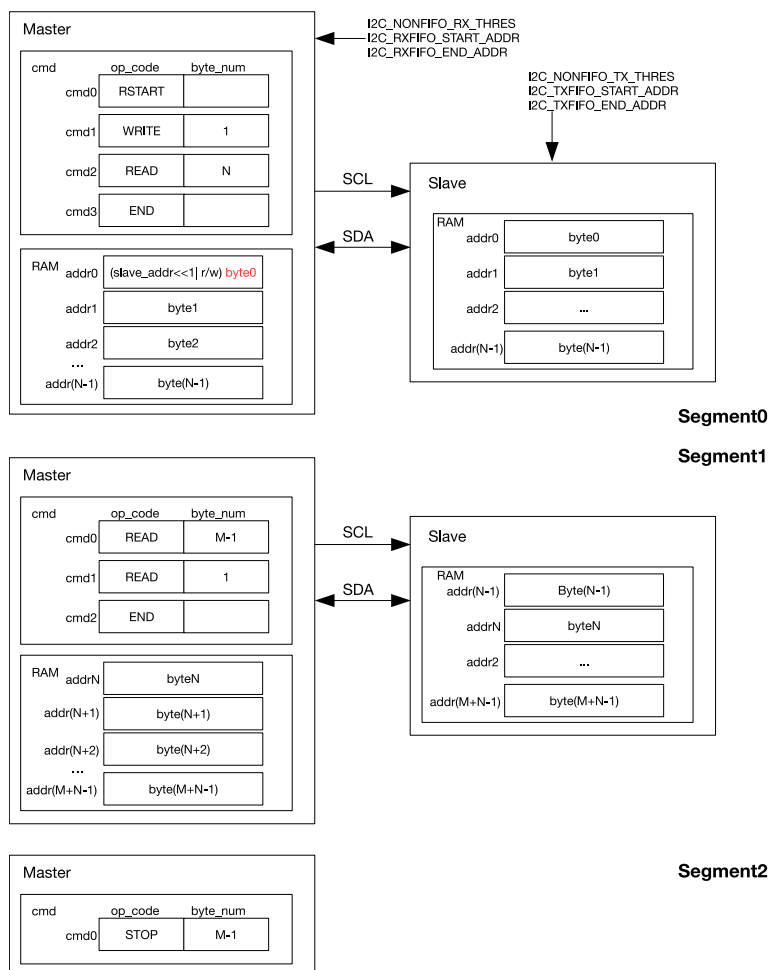 Master
I2C_NONFIFO_RX_THRES
I2C_RXFIFO_START_ADDR
I2C_RXFIFO_END_ADDR
I2C_NONFIFO_TX_THRES
I2C_TXFIFO_START_ADDR
I2C_TXFIFO_END_ADDR
cmd op_code byte_num
cmd0 RSTART
cmd1 WRITE 1
cmd2 READ N
cmd3 END
RAM
addr0 (slave_addr<<1| r/w) byte0
addr1 byte1
addr2 byte2
...
addr(N-1) byte(N-1)
SCL
SDA
Slave
RAM
addr0 byte0
addr1 byte1
addr2 ...
addr(N-1) byte(N-1)
Segment0
Segment1
Master
cmd op_code byte_num
cmd0 READ M-1
cmd1 READ 1
cmd2 END
RAM
addrN byteN
addr(N+1) byte(N+1)
addr(N+2) byte(N+2)
...
addr(M+N-1) byte(M+N-1)
SCL
SDA
Slave
RAM
addr(N-1) Byte(N-1)
addrN byteN
addr2 ...
addr(M+N-1) byte(M+N-1)
Segment2
Master
cmd op_code byte_num
cmd0 STOP M-1